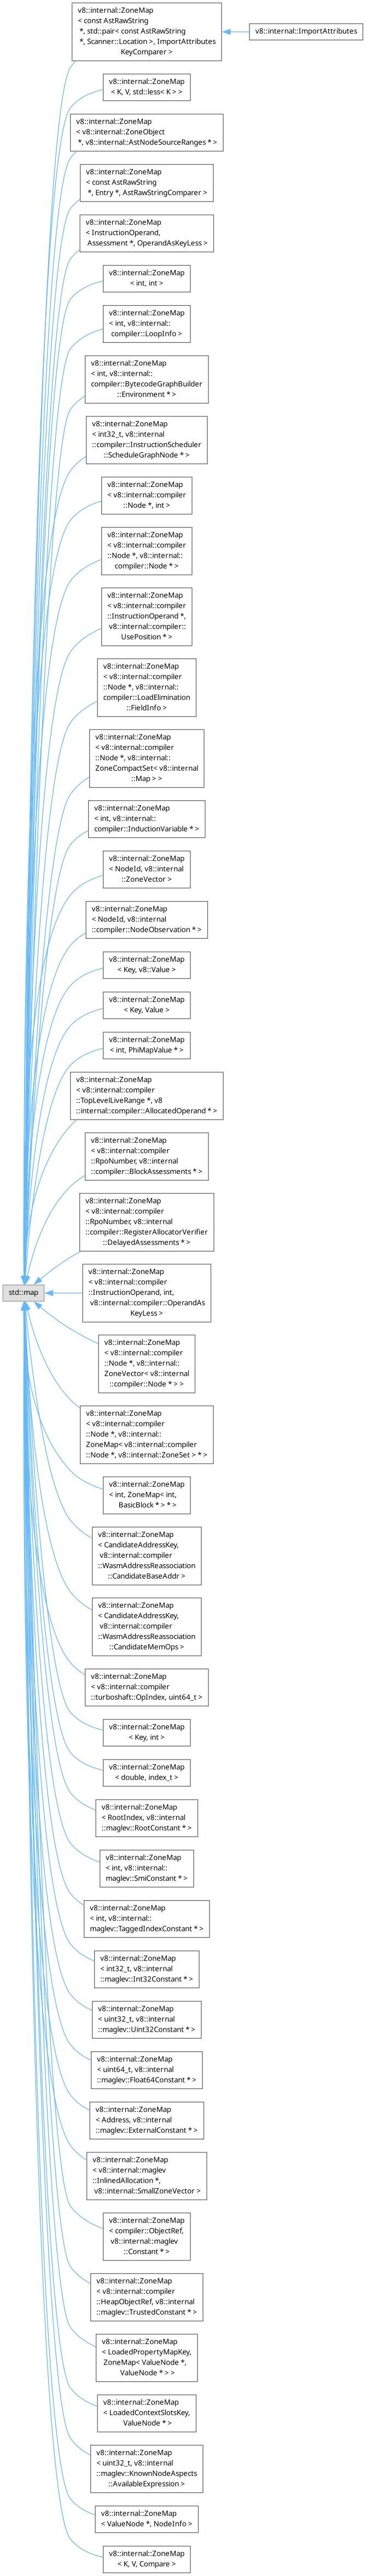 v8::internal::ZoneMap
< const AstRawString
*, std::pair< const AstRawString
*, Scanner::Location >, ImportAttributes
KeyComparer >
v8::internal::ImportAttributes
v8::internal::ZoneMap
< K, V, std::less< K > >
v8::internal::ZoneMap
< v8::internal::ZoneObject
*, v8::internal::AstNodeSourceRanges * >
v8::internal::ZoneMap
< const AstRawString
*, Entry *, AstRawStringComparer >
v8::internal::ZoneMap
< InstructionOperand,
Assessment *, OperandAsKeyLess >
v8::internal::ZoneMap
< int, int >
v8::internal::ZoneMap
< int, v8::internal::
compiler::LoopInfo >
v8::internal::ZoneMap
< int, v8::internal::
compiler::BytecodeGraphBuilder
::Environment * >
v8::internal::ZoneMap
< int32_t, v8::internal
::compiler::InstructionScheduler
::ScheduleGraphNode * >
v8::internal::ZoneMap
< v8::internal::compiler
::Node *, int >
v8::internal::ZoneMap
< v8::internal::compiler
::Node *, v8::internal::
compiler::Node * >
v8::internal::ZoneMap
< v8::internal::compiler
::InstructionOperand *,
v8::internal::compiler::
UsePosition * >
v8::internal::ZoneMap
< v8::internal::compiler
::Node *, v8::internal::
compiler::LoadElimination
::FieldInfo >
v8::internal::ZoneMap
< v8::internal::compiler
::Node *, v8::internal::
ZoneCompactSet< v8::internal
::Map > >
v8::internal::ZoneMap
< int, v8::internal::
compiler::InductionVariable * >
v8::internal::ZoneMap
< NodeId, v8::internal
::ZoneVector >
v8::internal::ZoneMap
< NodeId, v8::internal
::compiler::NodeObservation * >
v8::internal::ZoneMap
< Key, v8::Value >
v8::internal::ZoneMap
< Key, Value >
v8::internal::ZoneMap
< int, PhiMapValue * >
v8::internal::ZoneMap
< v8::internal::compiler
::TopLevelLiveRange *, v8
::internal::compiler::AllocatedOperand * >
v8::internal::ZoneMap
< v8::internal::compiler
::RpoNumber, v8::internal
::compiler::BlockAssessments * >
v8::internal::ZoneMap
< v8::internal::compiler
::RpoNumber, v8::internal
::compiler::RegisterAllocatorVerifier
::DelayedAssessments * >
std::map
v8::internal::ZoneMap
< v8::internal::compiler
::InstructionOperand, int,
v8::internal::compiler::OperandAs
KeyLess >
v8::internal::ZoneMap
< v8::internal::compiler
::Node *, v8::internal::
ZoneVector< v8::internal
::compiler::Node * > >
v8::internal::ZoneMap
< v8::internal::compiler
::Node *, v8::internal::
ZoneMap< v8::internal::compiler
::Node *, v8::internal::ZoneSet > * >
v8::internal::ZoneMap
< int, ZoneMap< int,
BasicBlock * > * >
v8::internal::ZoneMap
< CandidateAddressKey,
v8::internal::compiler
::WasmAddressReassociation
::CandidateBaseAddr >
v8::internal::ZoneMap
< CandidateAddressKey,
v8::internal::compiler
::WasmAddressReassociation
::CandidateMemOps >
v8::internal::ZoneMap
< v8::internal::compiler
::turboshaft::OpIndex, uint64_t >
v8::internal::ZoneMap
< Key, int >
v8::internal::ZoneMap
< double, index_t >
v8::internal::ZoneMap
< RootIndex, v8::internal
::maglev::RootConstant * >
v8::internal::ZoneMap
< int, v8::internal::
maglev::SmiConstant * >
v8::internal::ZoneMap
< int, v8::internal::
maglev::TaggedIndexConstant * >
v8::internal::ZoneMap
< int32_t, v8::internal
::maglev::Int32Constant * >
v8::internal::ZoneMap
< uint32_t, v8::internal
::maglev::Uint32Constant * >
v8::internal::ZoneMap
< uint64_t, v8::internal
::maglev::Float64Constant * >
v8::internal::ZoneMap
< Address, v8::internal
::maglev::ExternalConstant * >
v8::internal::ZoneMap
< v8::internal::maglev
::InlinedAllocation *,
v8::internal::SmallZoneVector >
v8::internal::ZoneMap
< compiler::ObjectRef,
v8::internal::maglev
::Constant * >
v8::internal::ZoneMap
< v8::internal::compiler
::HeapObjectRef, v8::internal
::maglev::TrustedConstant * >
v8::internal::ZoneMap
< LoadedPropertyMapKey,
ZoneMap< ValueNode *,
ValueNode * > >
v8::internal::ZoneMap
< LoadedContextSlotsKey,
ValueNode * >
v8::internal::ZoneMap
< uint32_t, v8::internal
::maglev::KnownNodeAspects
::AvailableExpression >
v8::internal::ZoneMap
< ValueNode *, NodeInfo >
v8::internal::ZoneMap
< K, V, Compare >